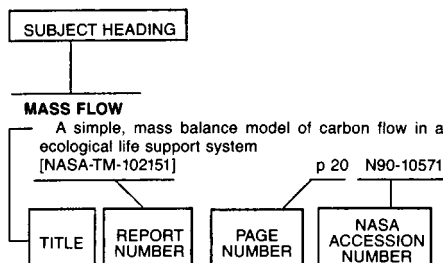 SUBJECT HEADING
MASS FLOW
A simple, mass balance model of carbon flow in a
ecological life support system
[NASA-TM-102151] p 20 N90-10571
TITLE
REPORT
NUMBER
PAGE
NUMBER
NASA
ACCESSION
NUMBER